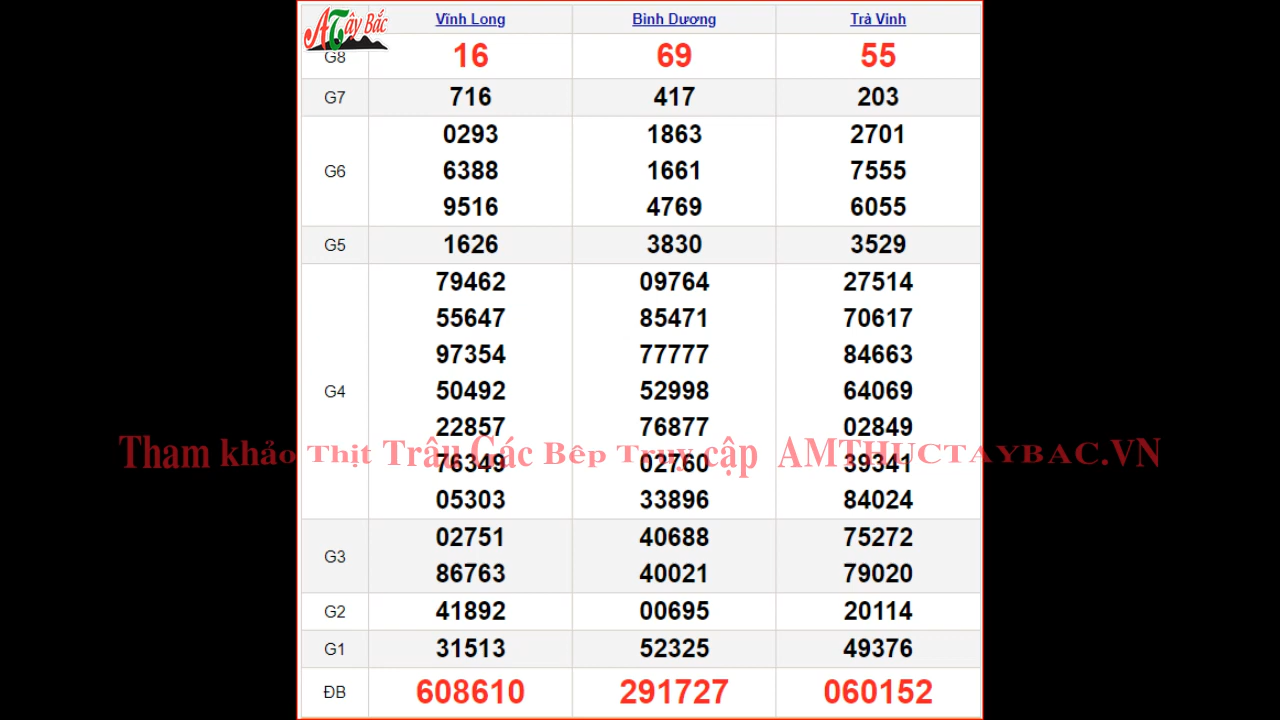 ATây Bắc
Vĩnh Long Bình Dương Trà Vinh
G8 16 69 55
G7 716 417 203
0293 1863 2701
G6 6388 1661 7555
9516 4769 6055
G5 1626 3830 3529
79462 09764 27514
55647 85471 70617
97354 77777 84663
G4 50492 52998 64069
22857 76877 02849
Tham khảo Thịt Trâu Gác Bếp Truy cập AMTHUCTAYBAC.VN
76349 02760 39341
05303 33896 84024
02751 40688 75272
G3
86763 40021 79020
G2 41892 00695 20114
G1 31513 52325 49376
ĐB 608610 291727 060152